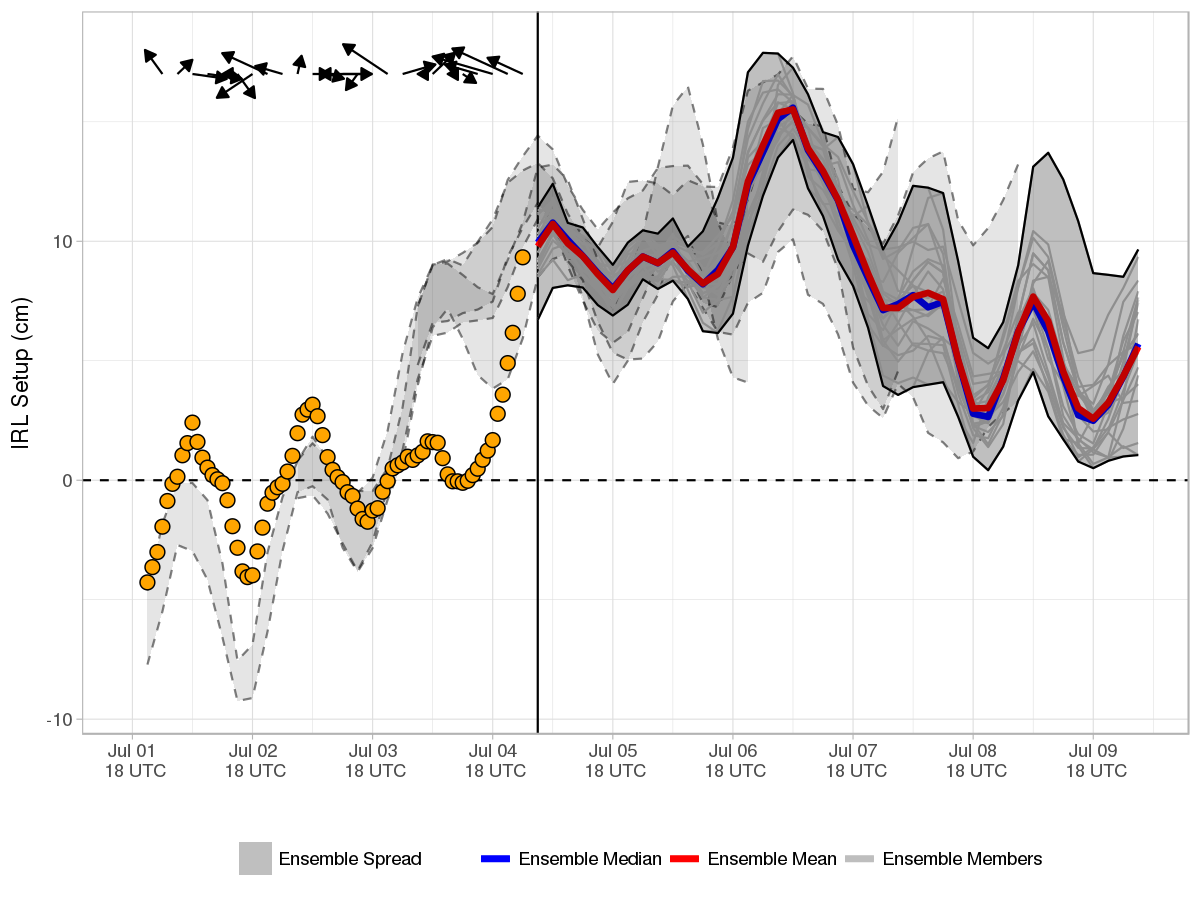 IRL Setup (cm)
10
0
-10
Jul 01 Jul 02 Jul 03 Jul 04 Jul 05 Jul 06 Jul 07 Jul 08 Jul 09
18 UTC 18 UTC 18 UTC 18 UTC 18 UTC 18 UTC 18 UTC 18 UTC 18 UTC
Ensemble Spread Ensemble Median Ensemble Mean Ensemble Members